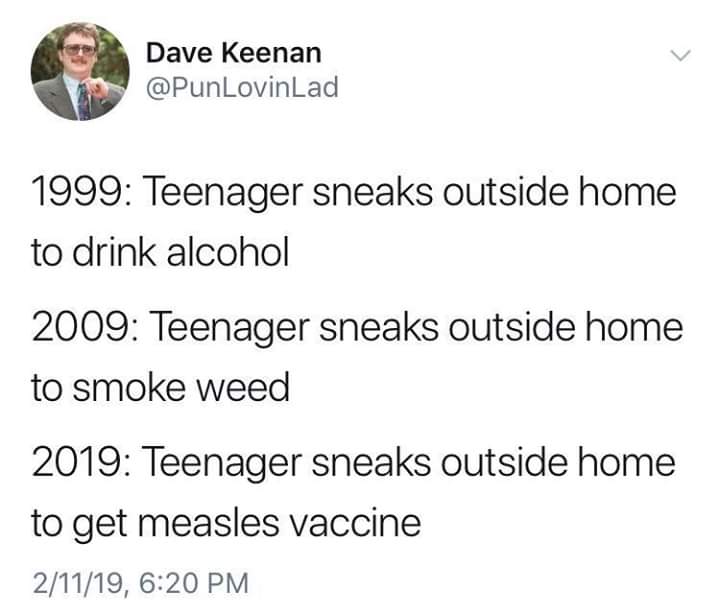 Dave Keenan
@PunLovinLad
1999: Teenager sneaks outside home
to drink alcohol
2009: Teenager sneaks outside home
to smoke weed
2019: Teenager sneaks outside home
to get measles vaccine
2/11/19, 6:20 PM